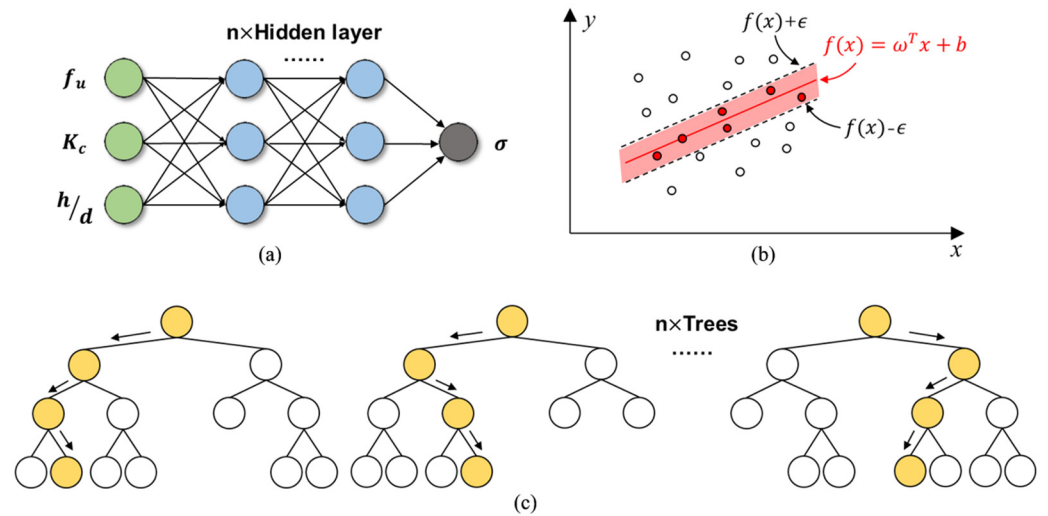 n×Hidden layer
......
f_u
K_c
h/d
σ
(a)
y
f(x)+ϵ
f(x) = ω^T x + b
f(x)-ϵ
x
(b)
n×Trees
......
(c)